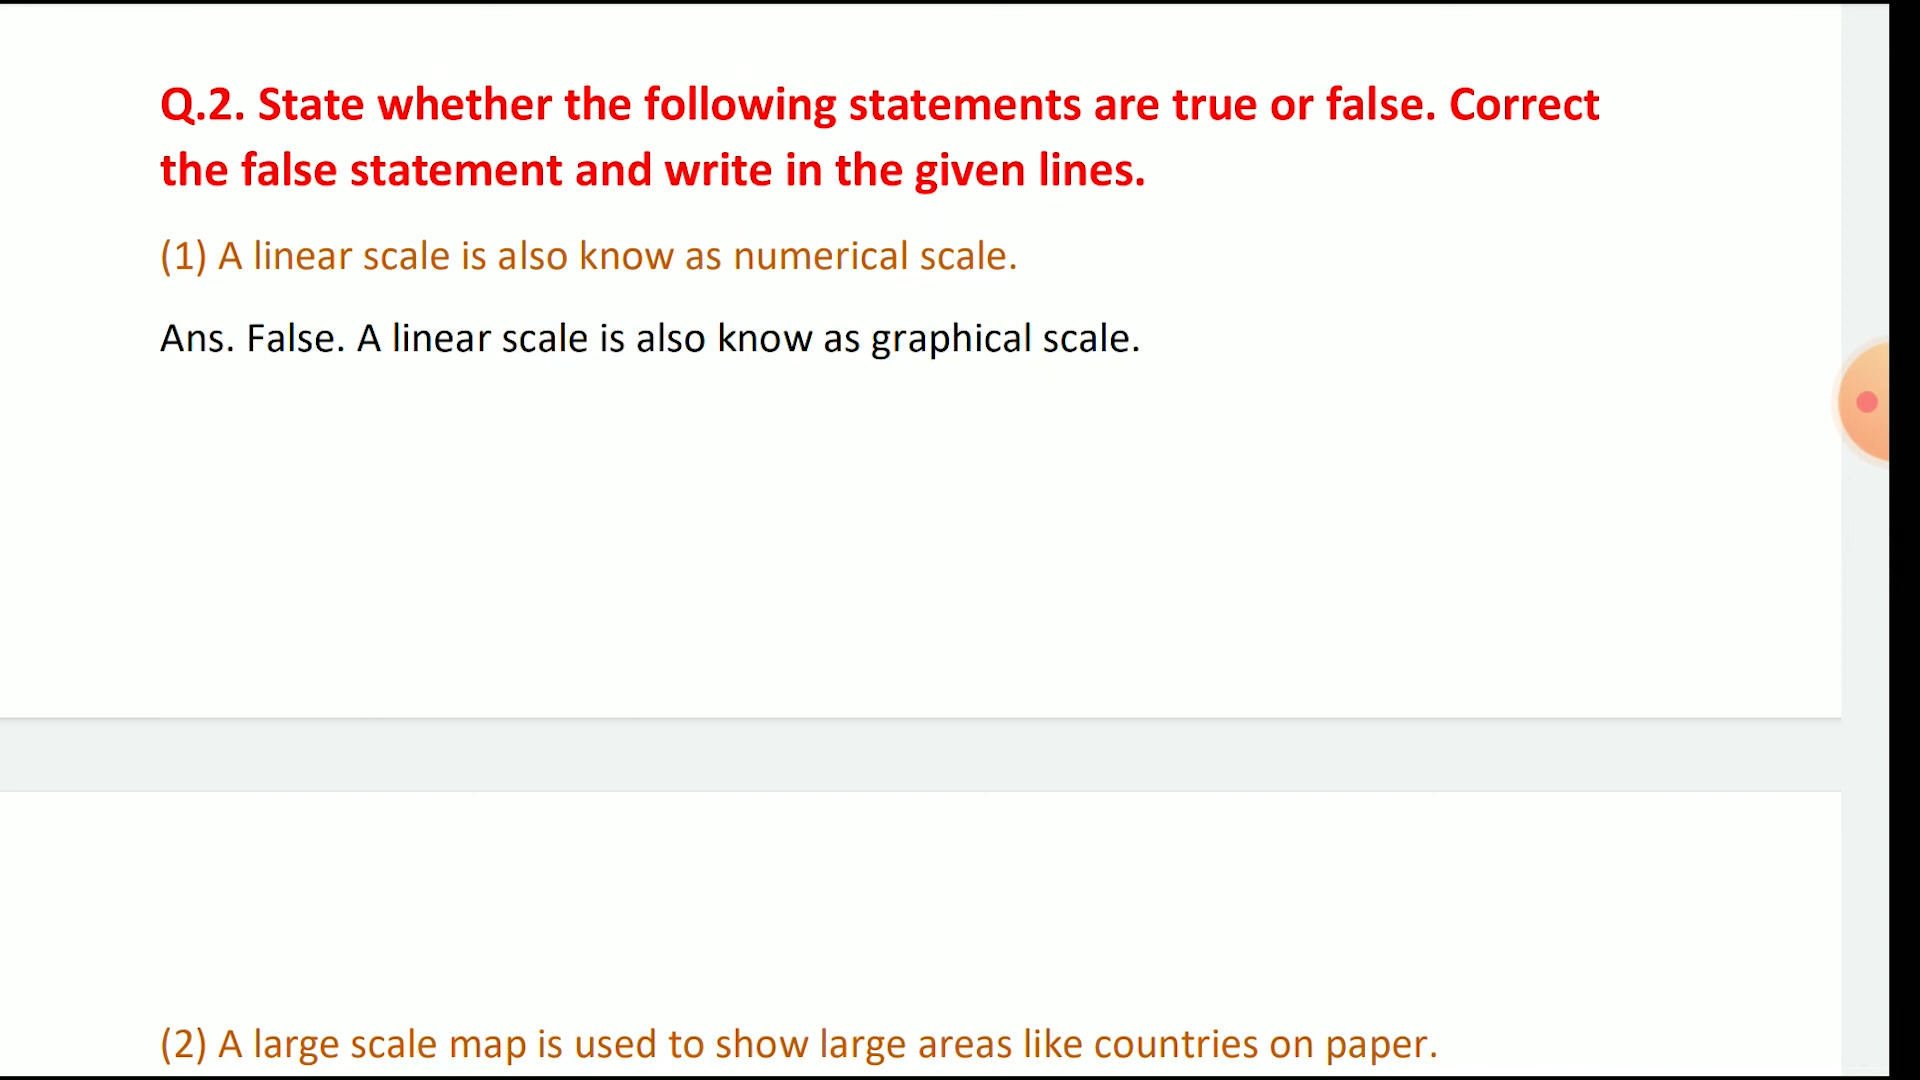 Q.2. State whether the following statements are true or false. Correct
the false statement and write in the given lines.
(1) A linear scale is also know as numerical scale.
Ans. False. A linear scale is also know as graphical scale.
(2) A large scale map is used to show large areas like countries on paper.